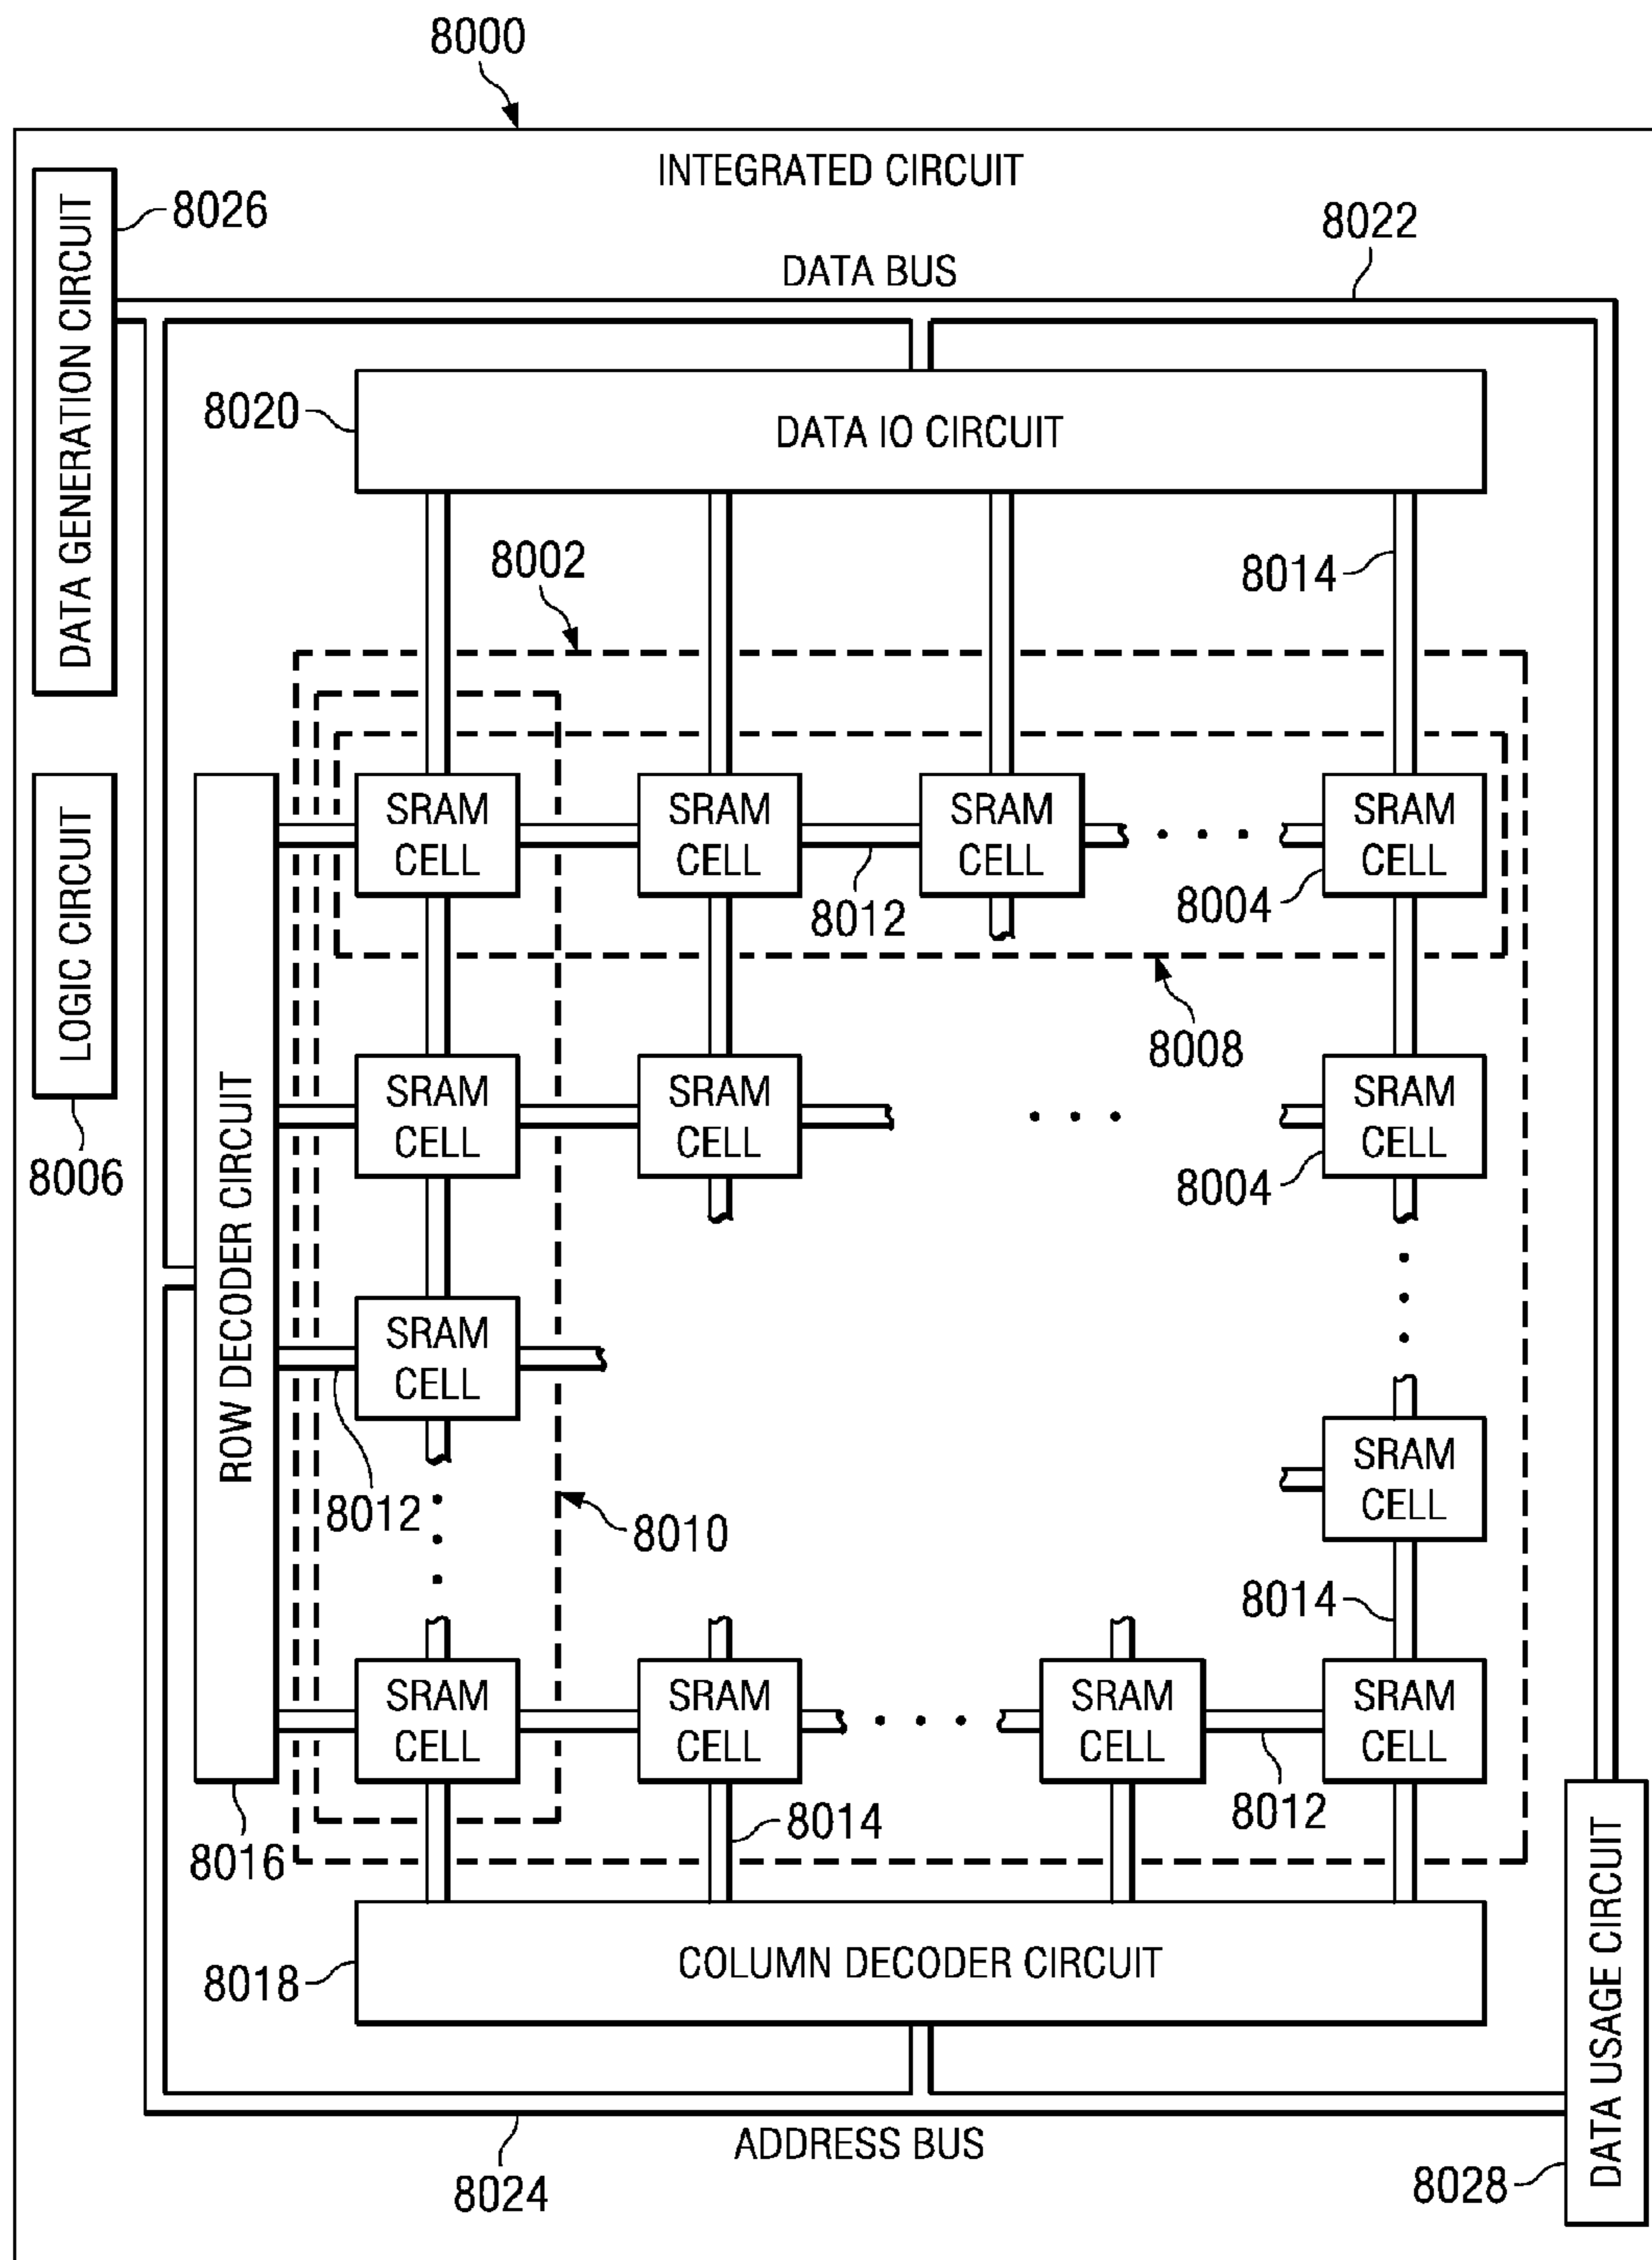 8000
INTEGRATED CIRCUIT
DATA GENERATION CIRCUIT
8026
8022
DATA BUS
8020
DATA IO CIRCUIT
8002
8014
LOGIC CIRCUIT
8006
ROW DECODER CIRCUIT
SRAM
CELL
SRAM
CELL
SRAM
CELL
SRAM
CELL
8012
8004
8008
SRAM
CELL
SRAM
CELL
SRAM
CELL
8004
SRAM
CELL
8012
8010
SRAM
CELL
8014
SRAM
CELL
SRAM
CELL
SRAM
CELL
SRAM
CELL
8016
8014
8012
8018
COLUMN DECODER CIRCUIT
DATA USAGE CIRCUIT
ADDRESS BUS
8024
8028